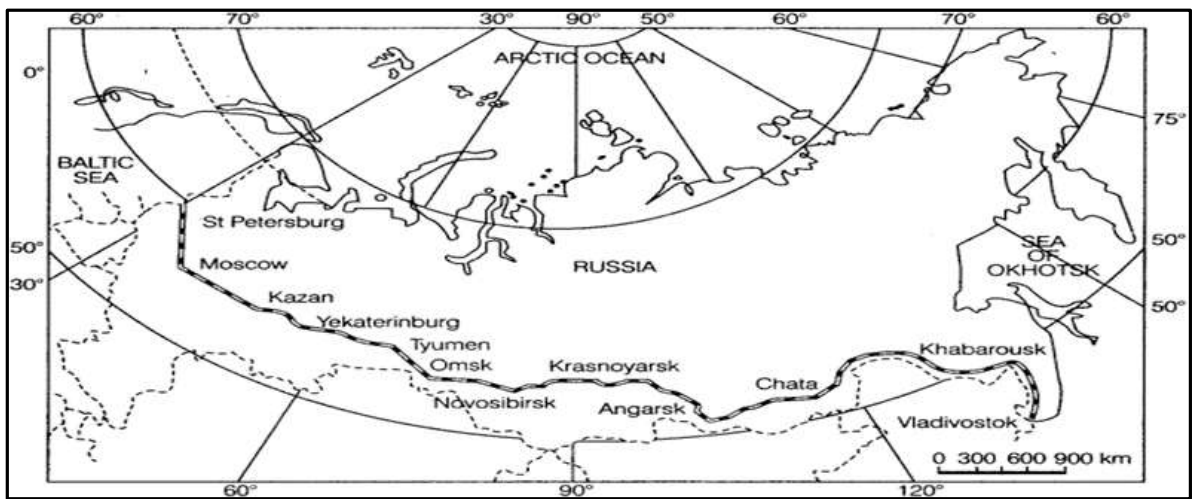 60° 70° 30° 90° 50° 70° 60°
ARCTIC OCEAN
0°
75°
BALTIC
SEA
St Petersburg
50°
30°
Moscow
RUSSIA
SEA
OF
OKHOTSK
50°
50°
Kazan
Yekaterinburg
Tyumen
Omsk
Krasnoyarsk
Khabarousk
Novosibirsk
Angarsk
Chata
Vladivostok
0 300 600 900 km
60° 90° 120°